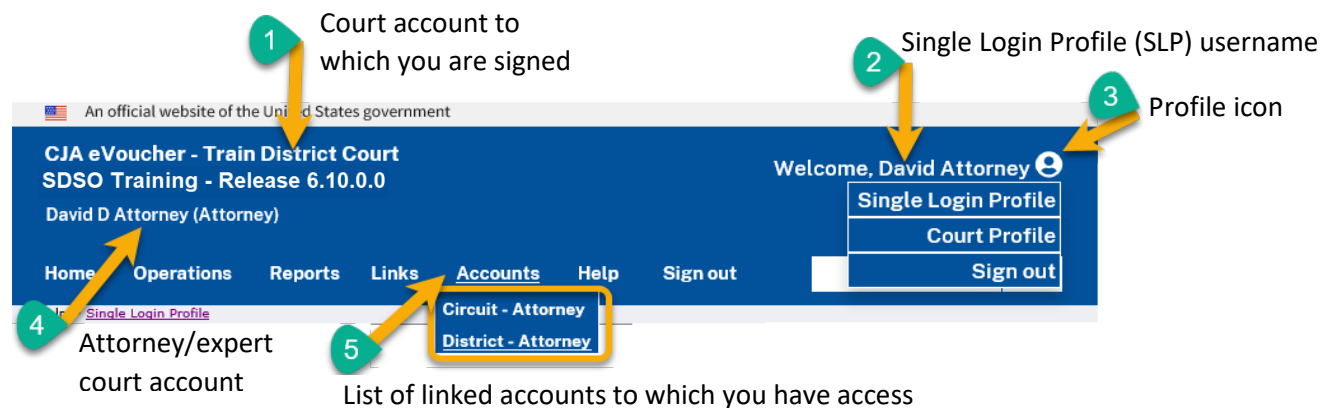 1
Court account to
which you are signed
2
Single Login Profile (SLP) username
3
Profile icon
An official website of the United States government
CJA eVoucher - Train District Court
SDSO Training - Release 6.10.0.0
David D Attorney (Attorney)
Welcome, David Attorney
Single Login Profile
Court Profile
Sign out
Home Operations Reports Links Accounts Help Sign out
Single Login Profile
Circuit - Attorney
District - Attorney
4
Attorney/expert
court account
5
List of linked accounts to which you have access